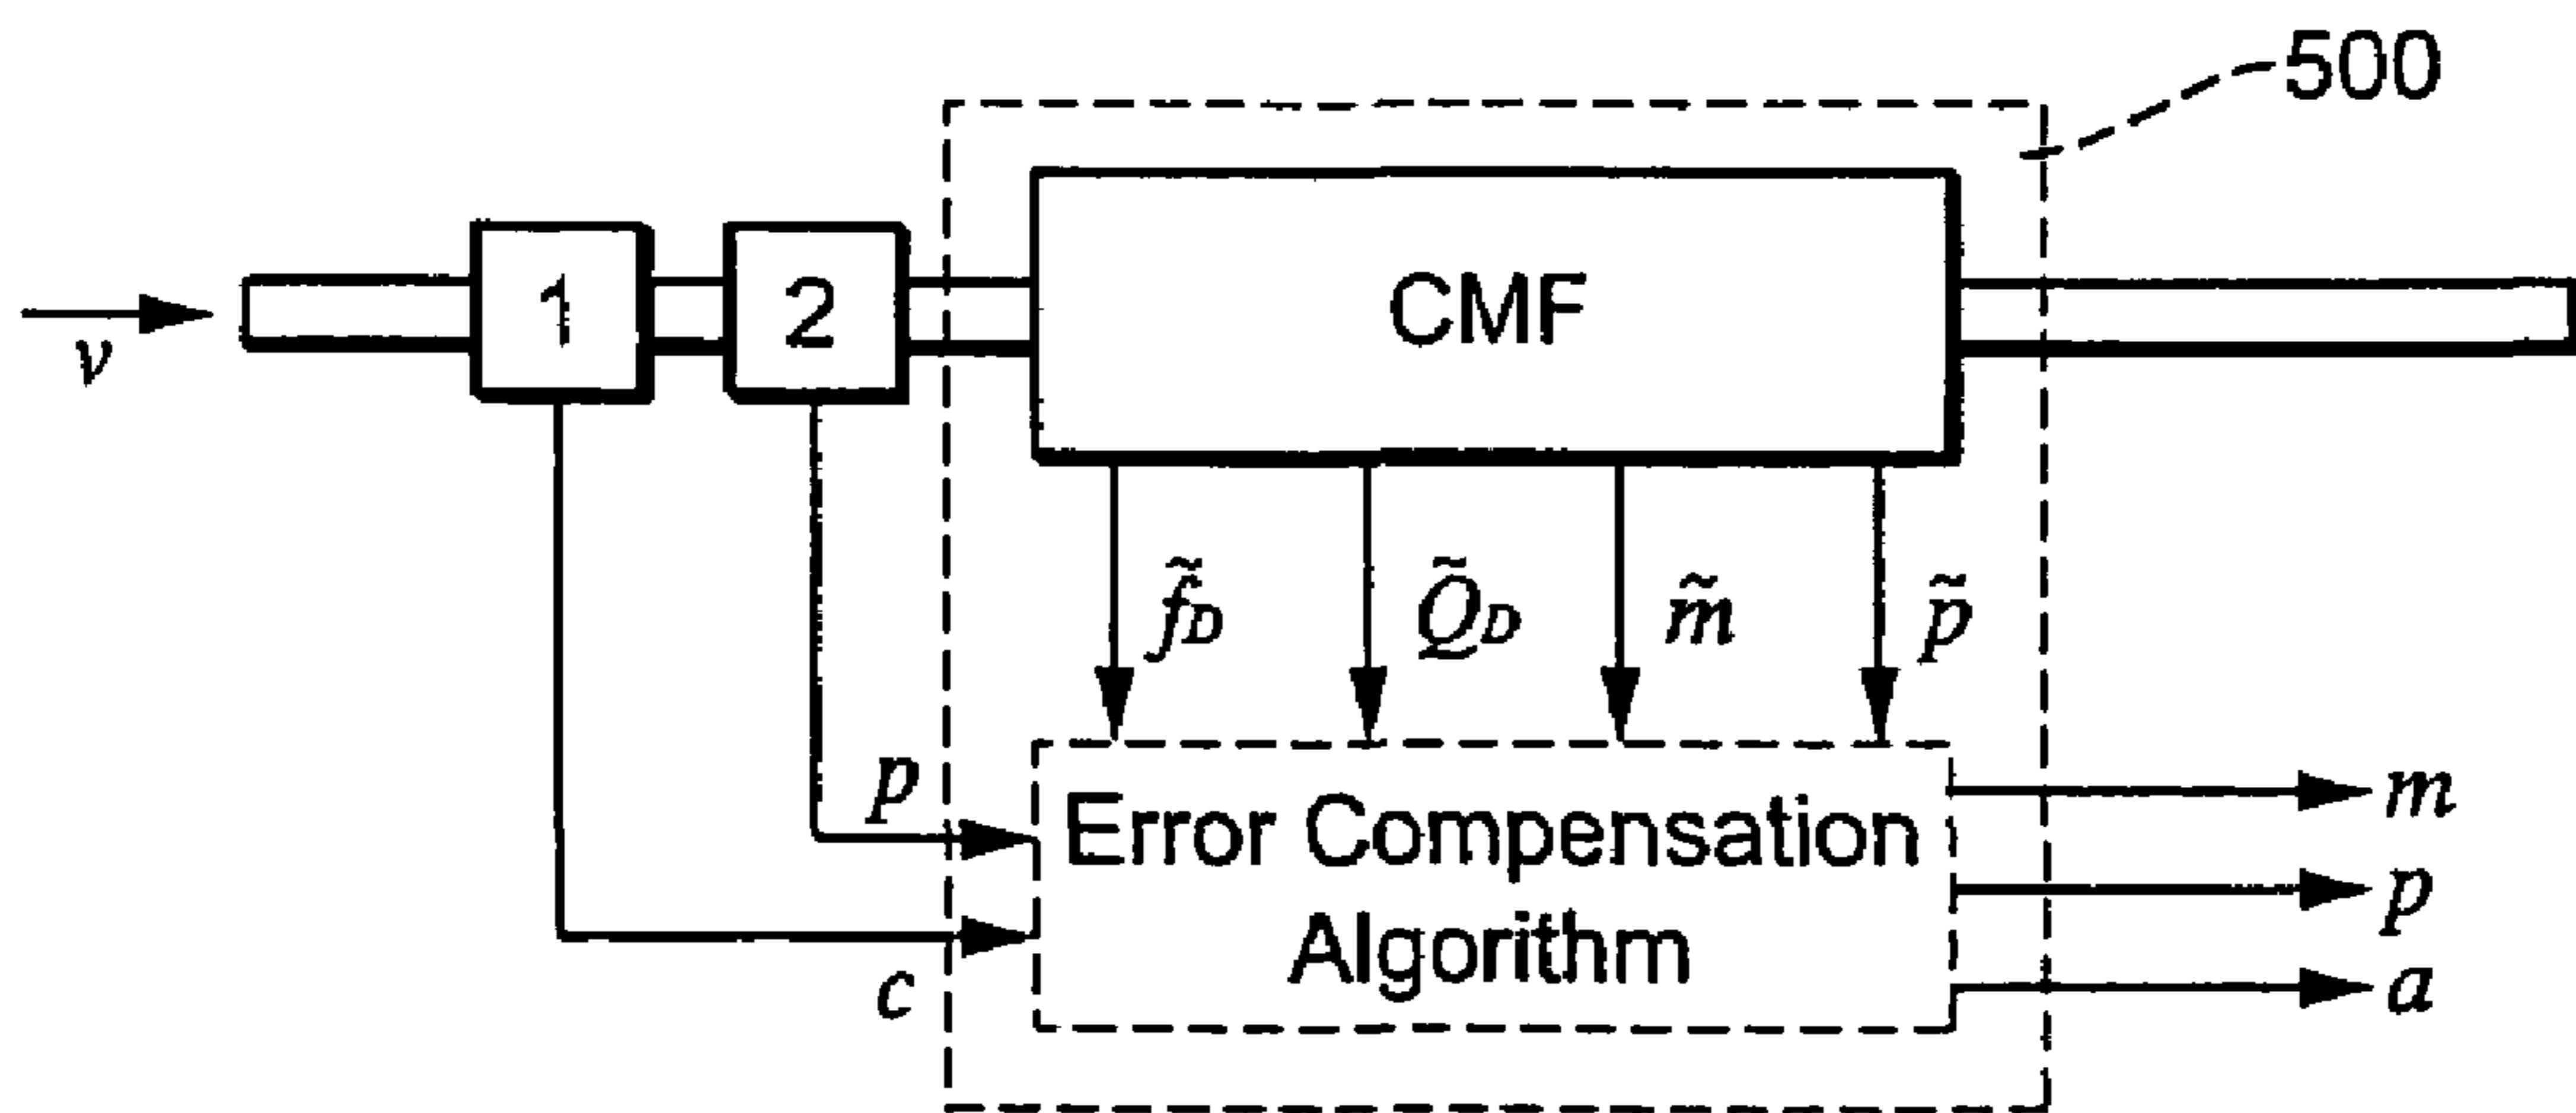 500
v
1
2
CMF
f̃D
Q̃D
m̃
p̃
p
c
Error Compensation
Algorithm
m
p
a